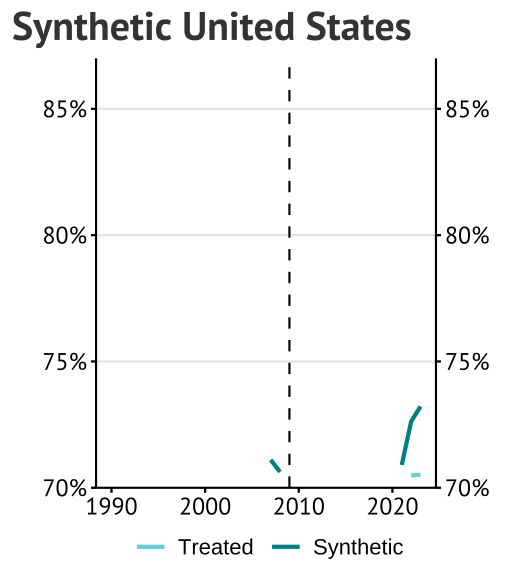 Synthetic United States
85% 85%
80% 80%
75% 75%
70% 70%
1990 2000 2010 2020
Treated Synthetic